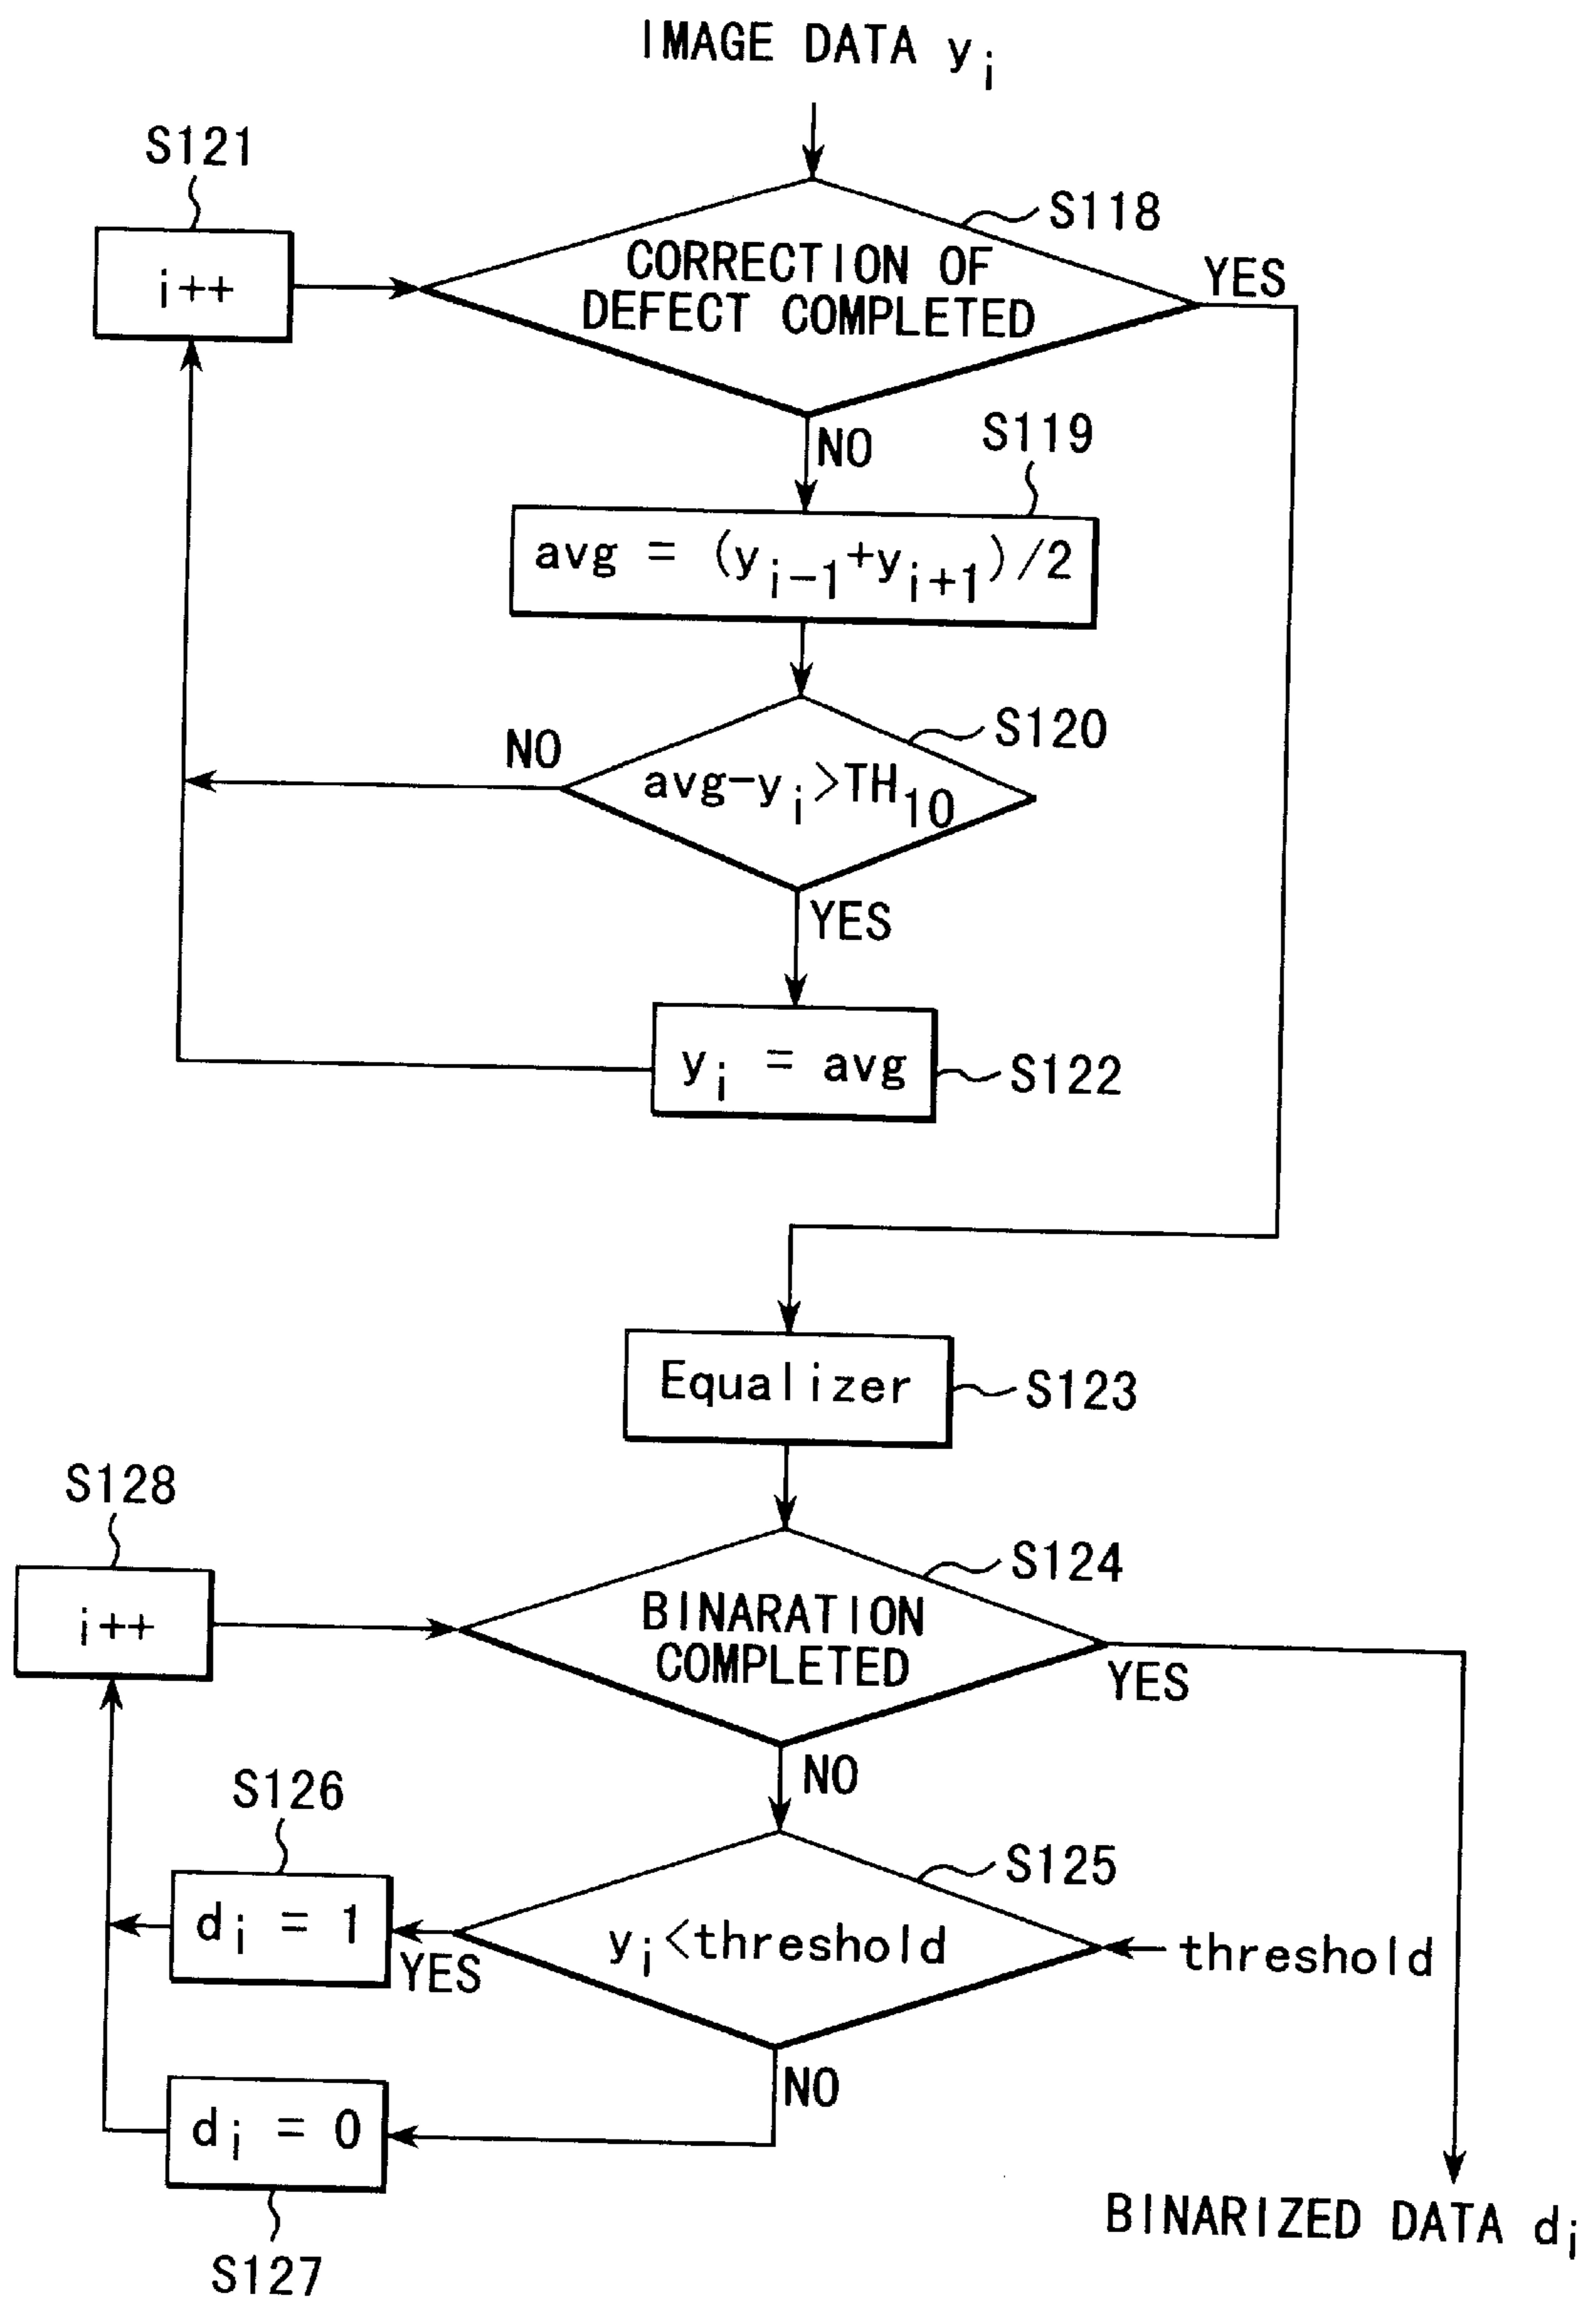 IMAGE DATA yi
S121
S118
i++
CORRECTION OF
DEFECT COMPLETED
YES
NO
S119
avg = (yi-1+yi+1)/2
S120
NO
avg-yi>TH10
YES
yi = avg
S122
Equalizer
S123
S128
S124
i++
BINARATION
COMPLETED
YES
NO
S126
S125
di = 1
YES
yi<threshold
threshold
NO
di = 0
S127
BINARIZED DATA di